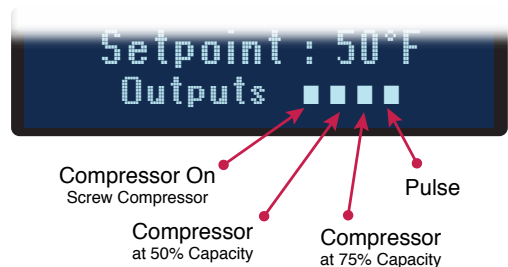 Setpoint : 50°F
Outputs
Compressor On
Screw Compressor
Pulse
Compressor
at 50% Capacity
Compressor
at 75% Capacity